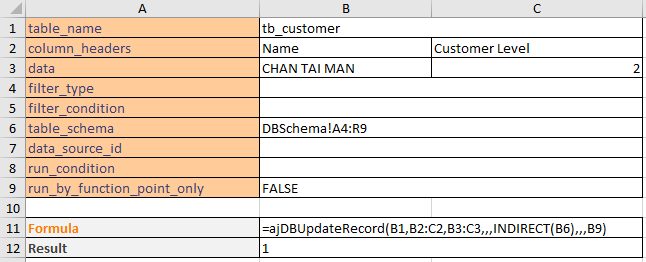 A B C
1 table_name tb_customer
2 column_headers Name Customer Level
3 data CHAN TAI MAN 2
4 filter_type
5 filter_condition
6 table_schema DBSchema!A4:R9
7 data_source_id
8 run_condition
9 run_by_function_point_only FALSE
10
11 Formula =ajDBUpdateRecord(B1,B2:C2,B3:C3,,,INDIRECT(B6),,,B9)
12 Result 1